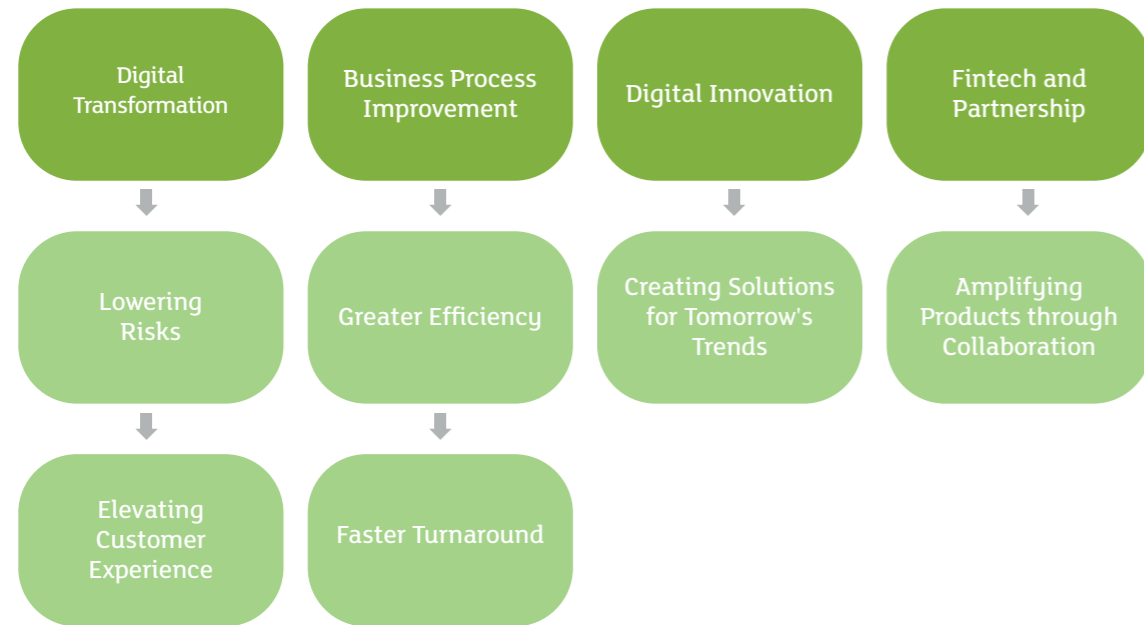 Digital
Transformation
Business Process
Improvement
Digital Innovation
Fintech and
Partnership
Lowering
Risks
Greater Efficiency
Creating Solutions
for Tomorrow's
Trends
Amplifying
Products through
Collaboration
Elevating
Customer
Experience
Faster Turnaround